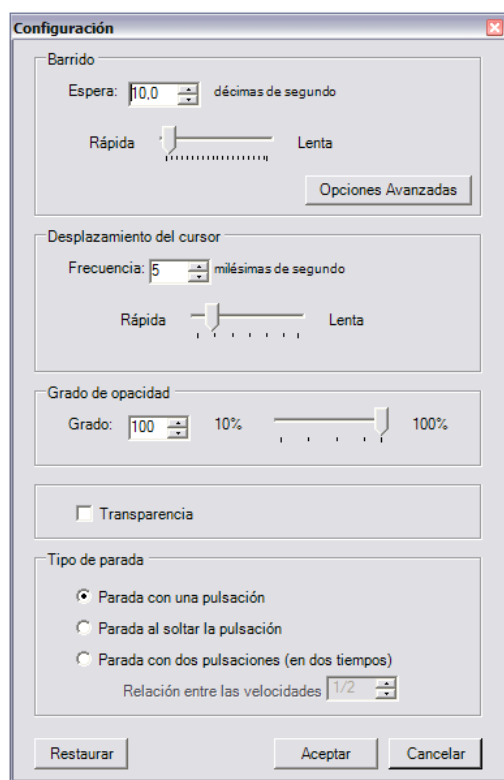 Configuración
Barrido
Espera: 10,0 décimas de segundo
Rápida Lenta
Opciones Avanzadas
Desplazamiento del cursor
Frecuencia: 5 milésimas de segundo
Rápida Lenta
Grado de opacidad
Grado: 100 10% 100%
Transparencia
Tipo de parada
Parada con una pulsación
Parada al soltar la pulsación
Parada con dos pulsaciones (en dos tiempos)
Relación entre las velocidades 1/2
Restaurar Aceptar Cancelar